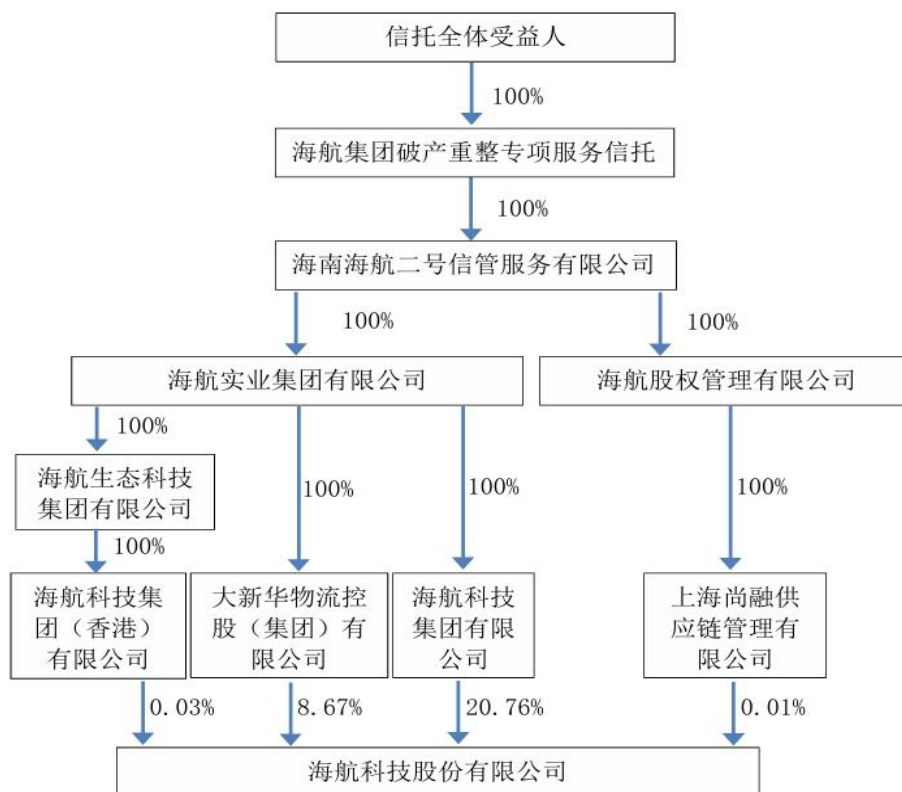 信托全体受益人
100%
海航集团破产重整专项服务信托
100%
海南海航二号信管服务有限公司
100%
100%
海航实业集团有限公司
海航股权管理有限公司
100%
海航生态科技
集团有限公司
100%
100%
100%
100%
海航科技集
团（香港）
有限公司
大新华物流控
股（集团）有
限公司
海航科技
集团有限
公司
上海尚融供
应链管理有
限公司
0.03%
8.67%
20.76%
0.01%
海航科技股份有限公司